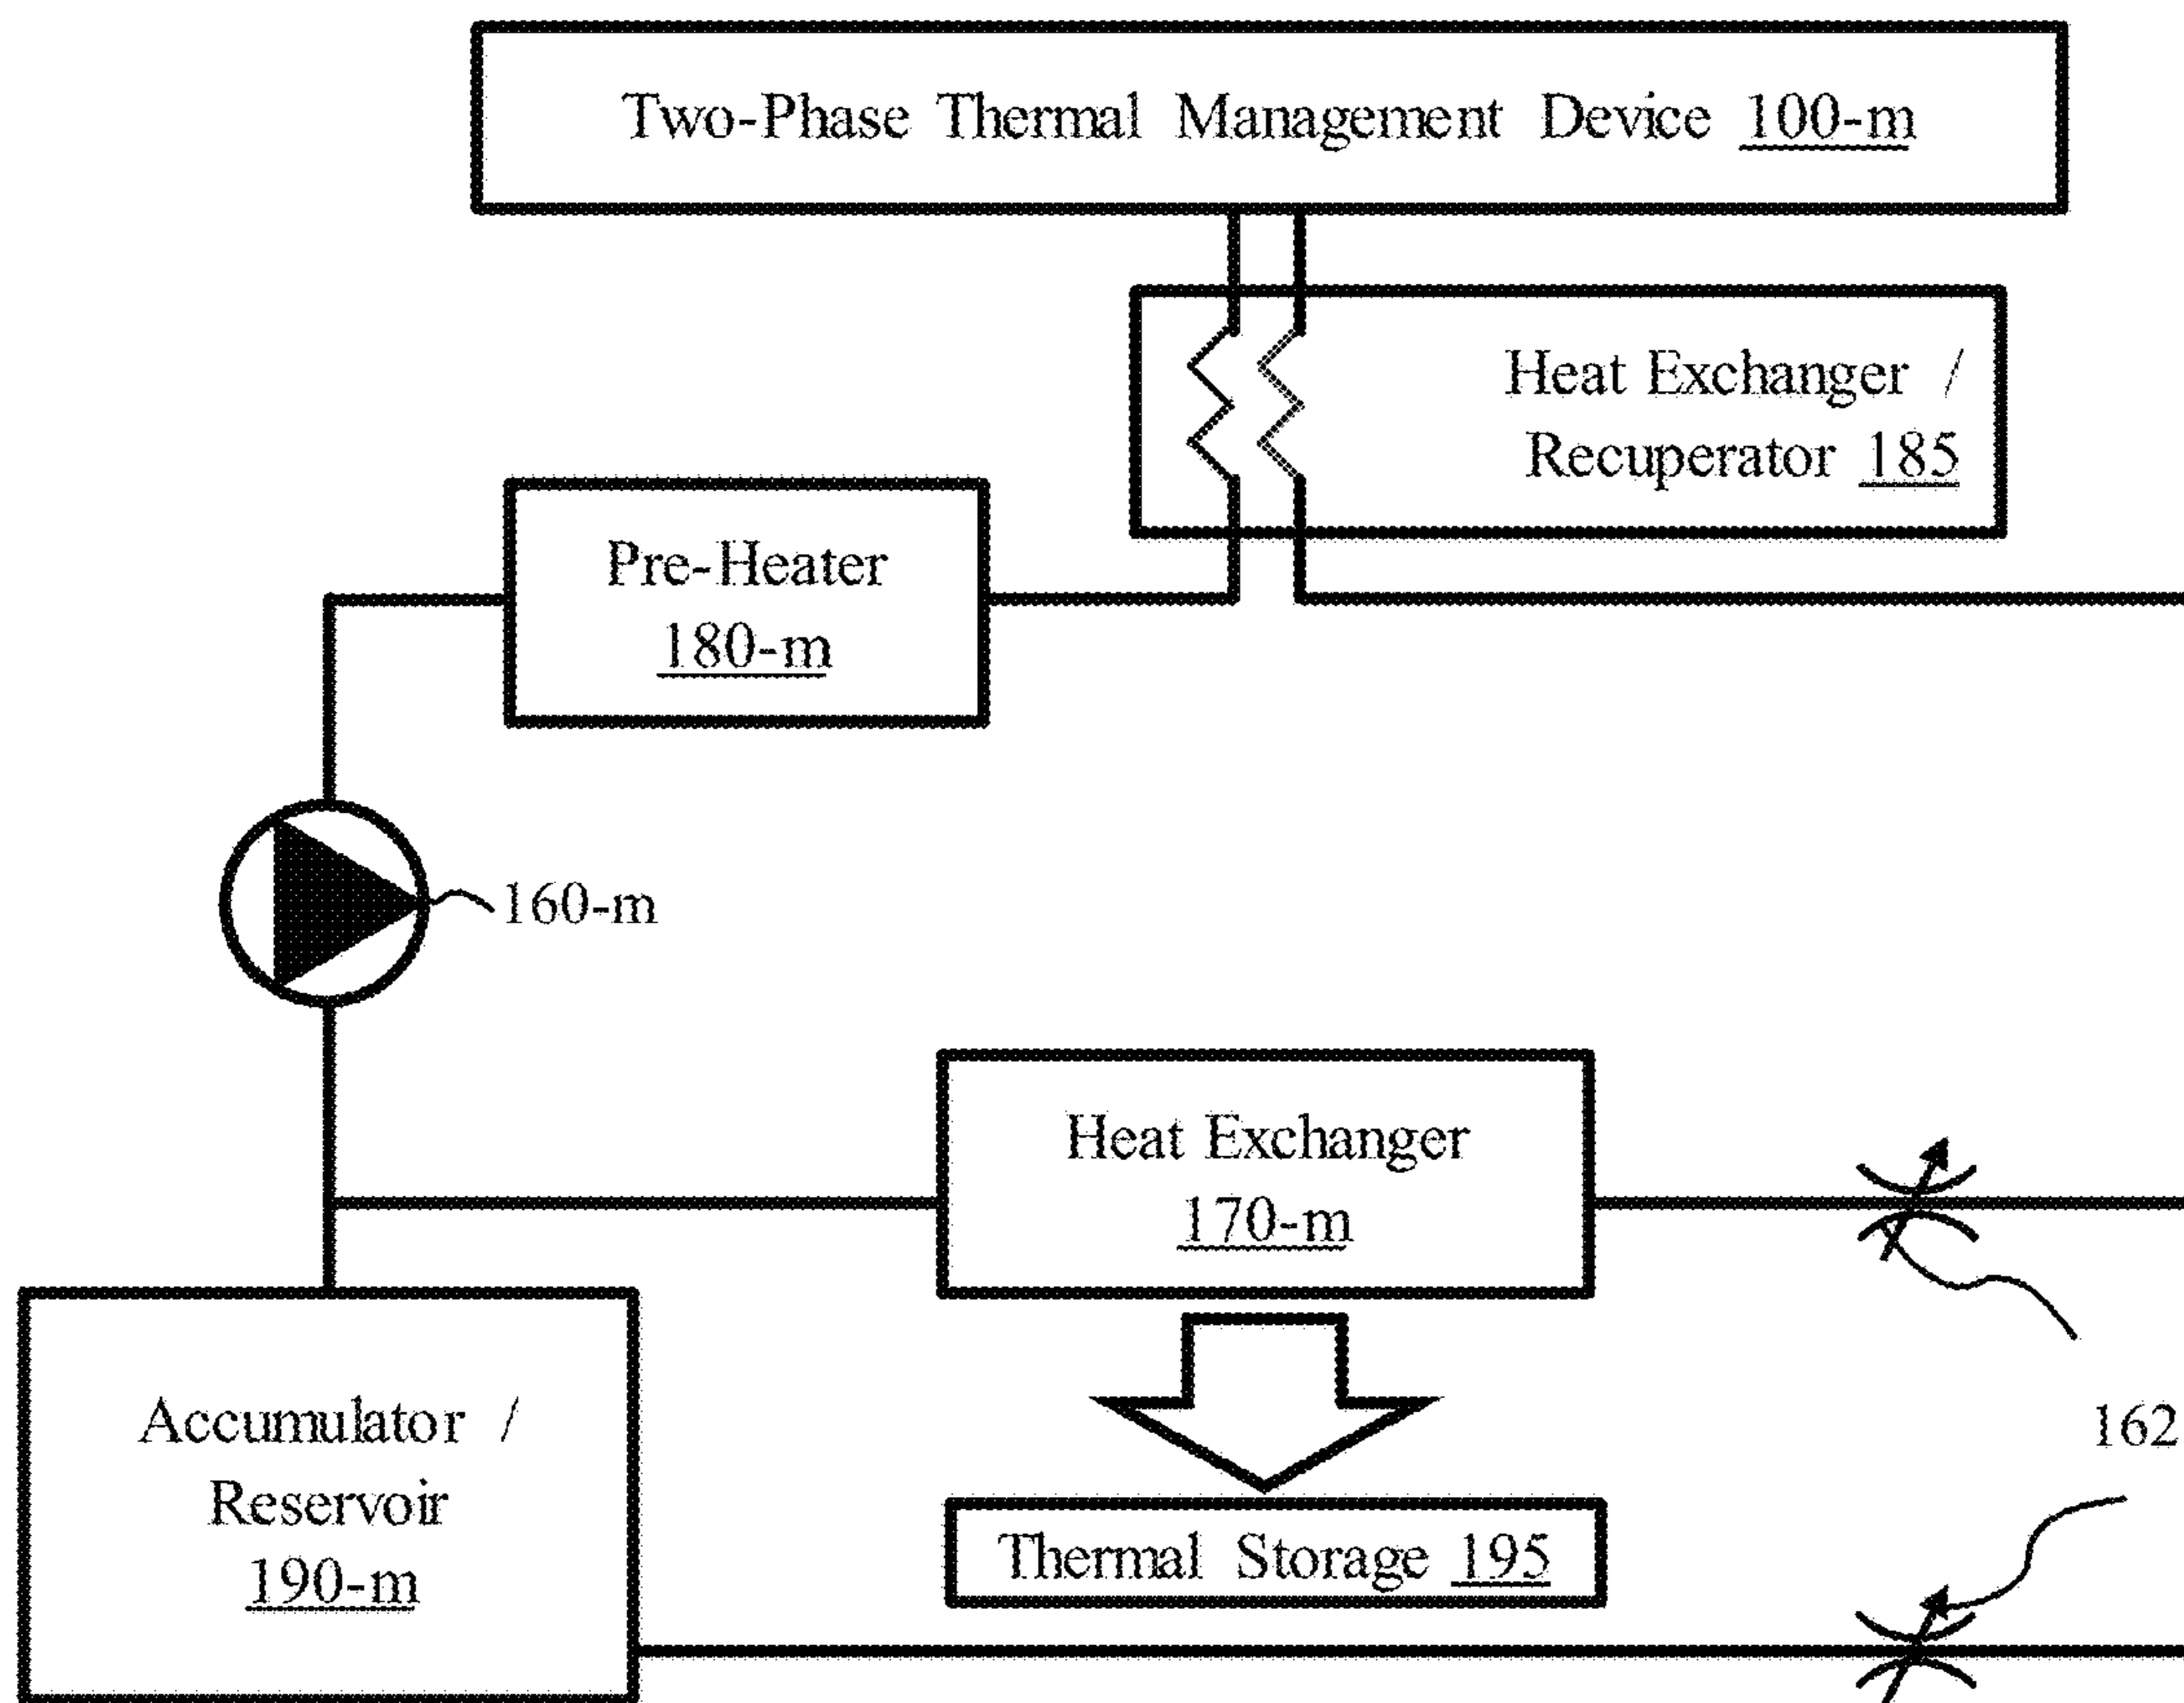 Two-Phase Thermal Management Device 100-m
Heat Exchanger /
Recuperator 185
Pre-Heater
180-m
160-m
Heat Exchanger
170-m
162
Accumulator /
Reservoir
190-m
Thermal Storage 195